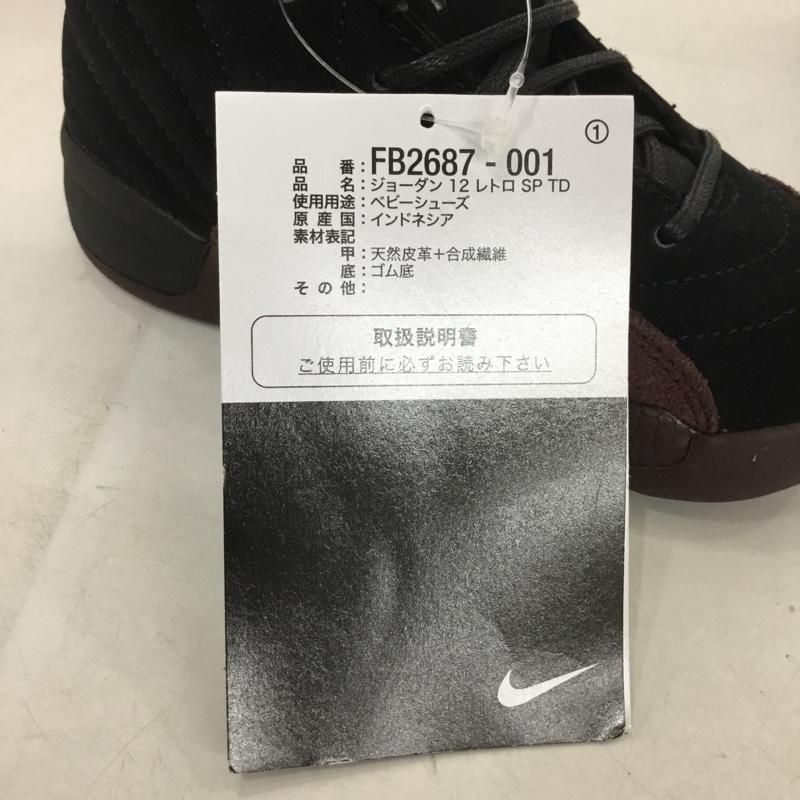 ①
品番：FB2687 - 001
品名：ジョーダン 12 レトロ SP TD
使用用途：ベビーシューズ
原産国：インドネシア
素材表記
甲：天然皮革＋合成繊維
底：ゴム底
その他：
取扱説明書
ご使用前に必ずお読み下さい